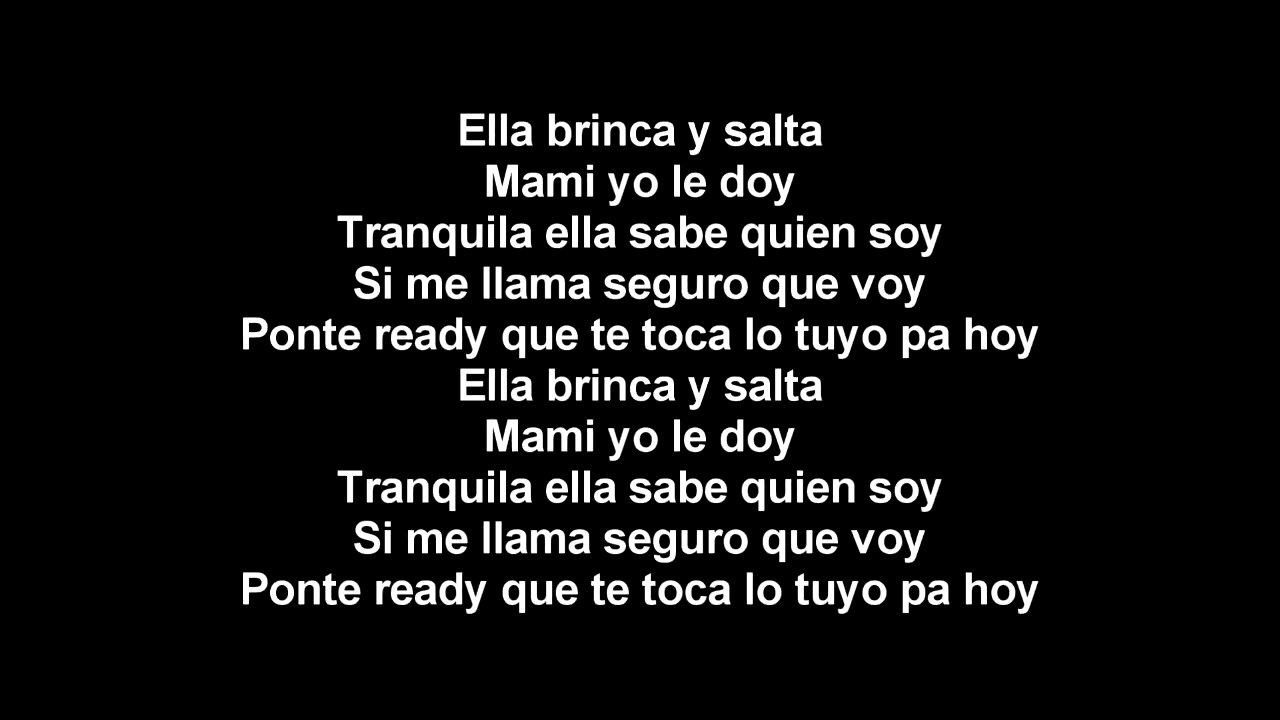 Ella brinca y salta
Mami yo le doy
Tranquila ella sabe quien soy
Si me llama seguro que voy
Ponte ready que te toca lo tuyo pa hoy
Ella brinca y salta
Mami yo le doy
Tranquila ella sabe quien soy
Si me llama seguro que voy
Ponte ready que te toca lo tuyo pa hoy